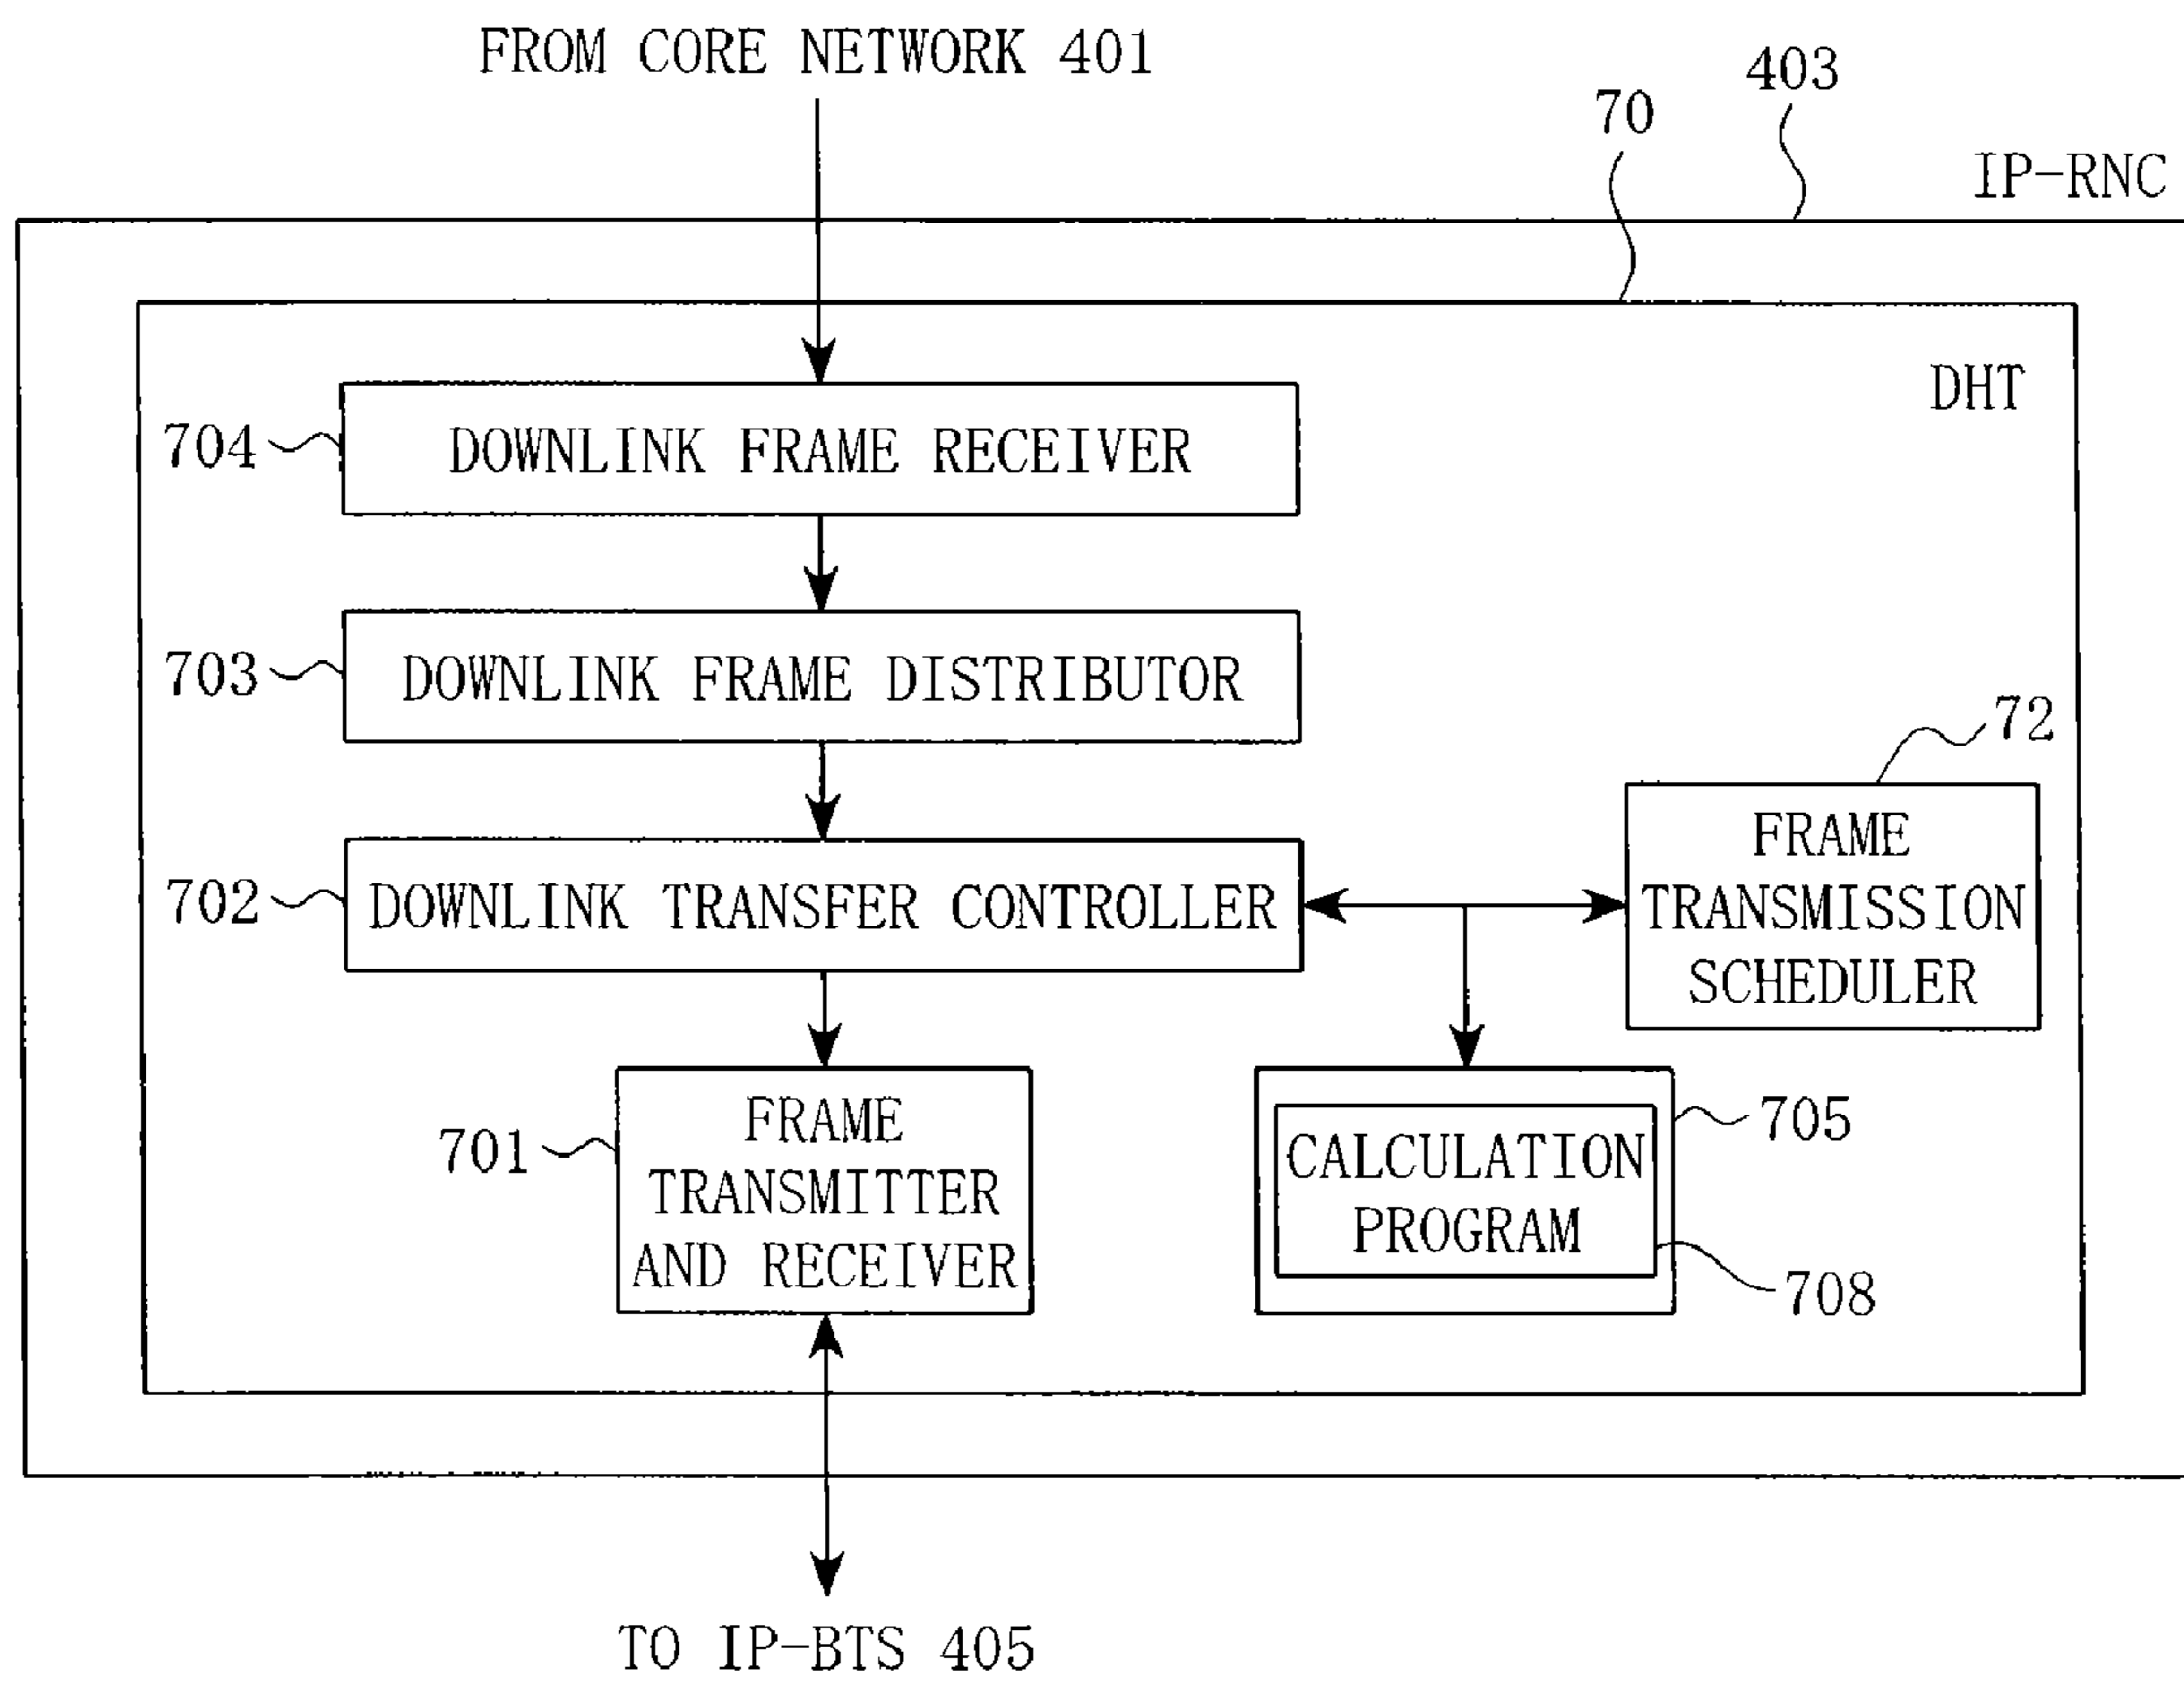 FROM CORE NETWORK 401
403
70
IP-RNC
DHT
704
DOWNLINK FRAME RECEIVER
703
DOWNLINK FRAME DISTRIBUTOR
72
702
DOWNLINK TRANSFER CONTROLLER
FRAME
TRANSMISSION
SCHEDULER
701
FRAME
TRANSMITTER
AND RECEIVER
705
CALCULATION
PROGRAM
708
TO IP-BTS 405